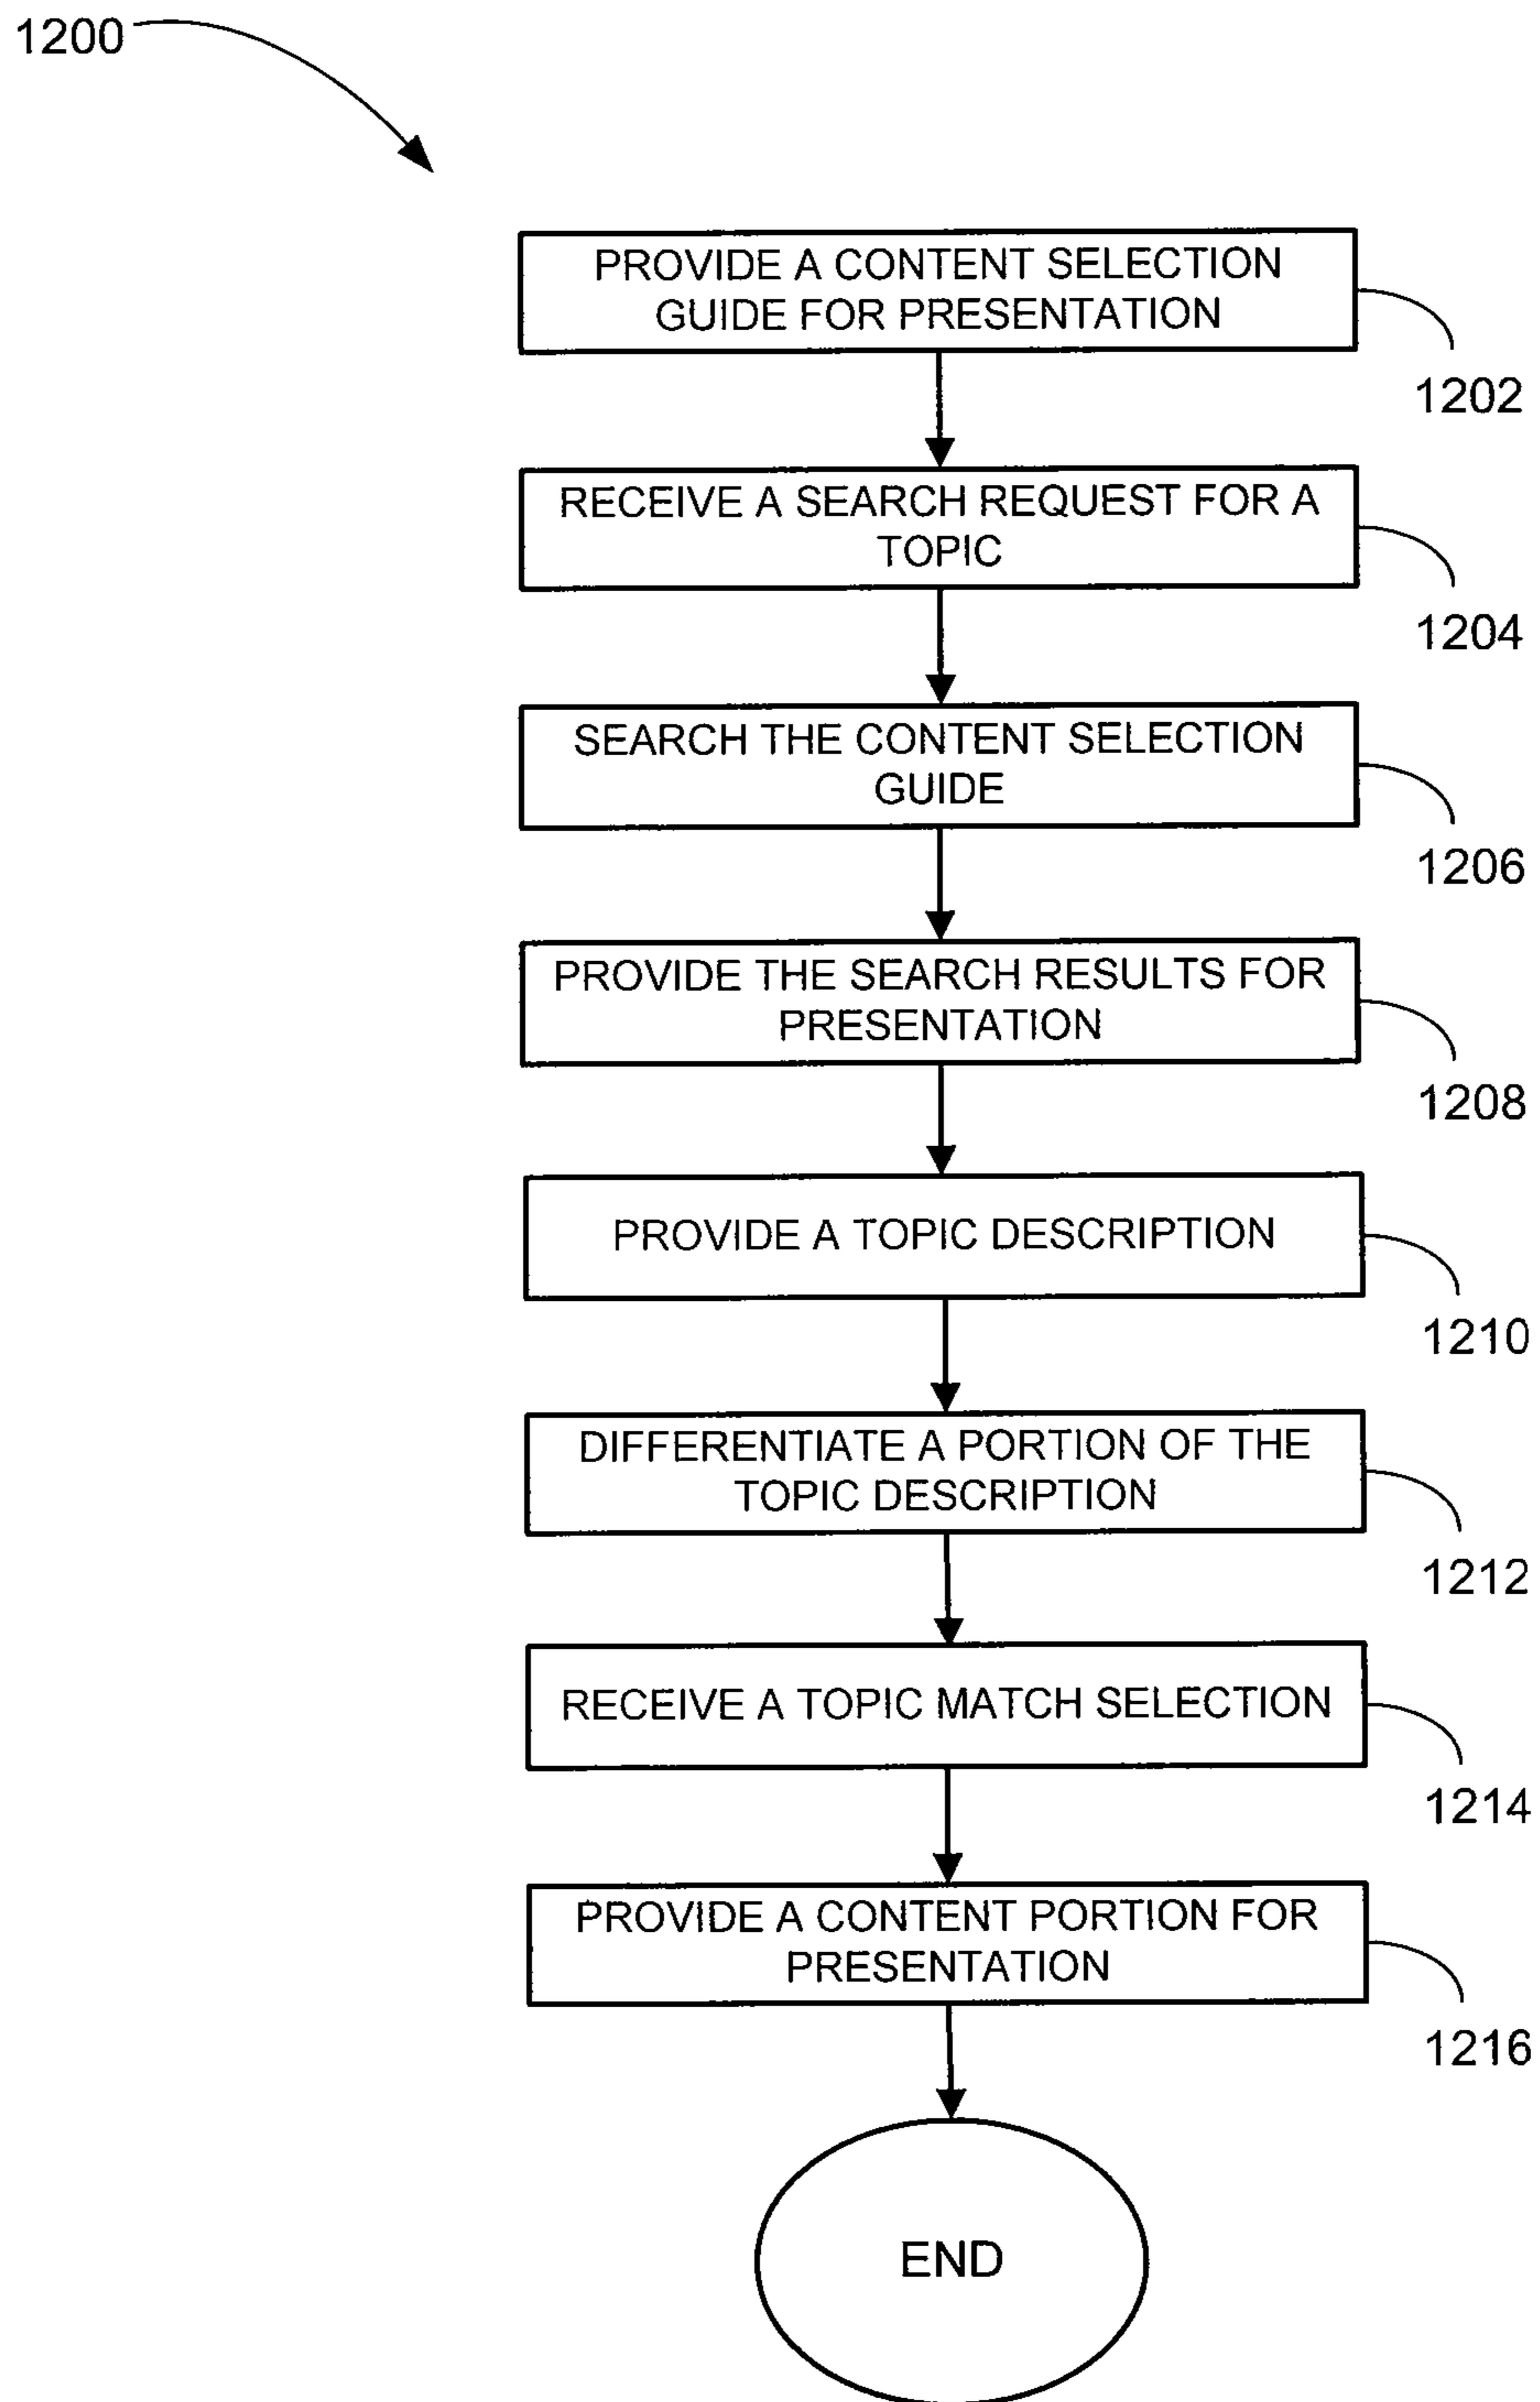 1200
PROVIDE A CONTENT SELECTION
GUIDE FOR PRESENTATION
1202
RECEIVE A SEARCH REQUEST FOR A
TOPIC
1204
SEARCH THE CONTENT SELECTION
GUIDE
1206
PROVIDE THE SEARCH RESULTS FOR
PRESENTATION
1208
PROVIDE A TOPIC DESCRIPTION
1210
DIFFERENTIATE A PORTION OF THE
TOPIC DESCRIPTION
1212
RECEIVE A TOPIC MATCH SELECTION
1214
PROVIDE A CONTENT PORTION FOR
PRESENTATION
1216
END